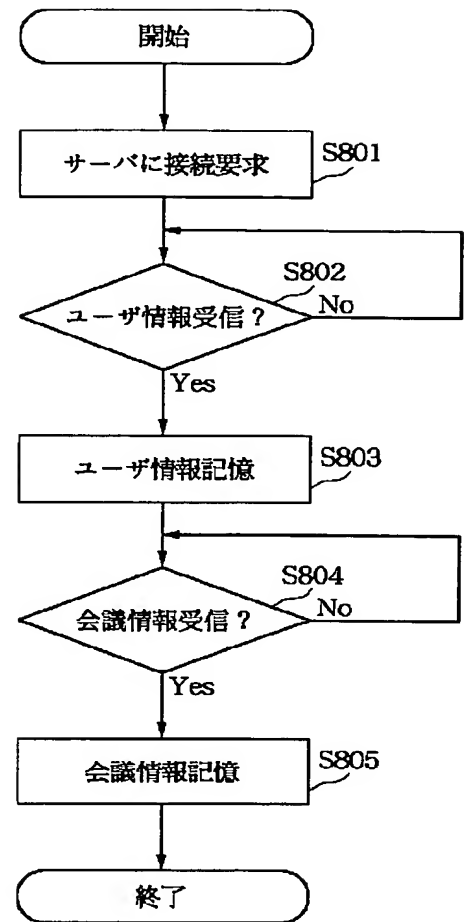 開始
サーバに接続要求
S801
S802
ユーザ情報受信?
No
Yes
ユーザ情報記憶
S803
S804
会議情報受信?
No
Yes
会議情報記憶
S805
終了